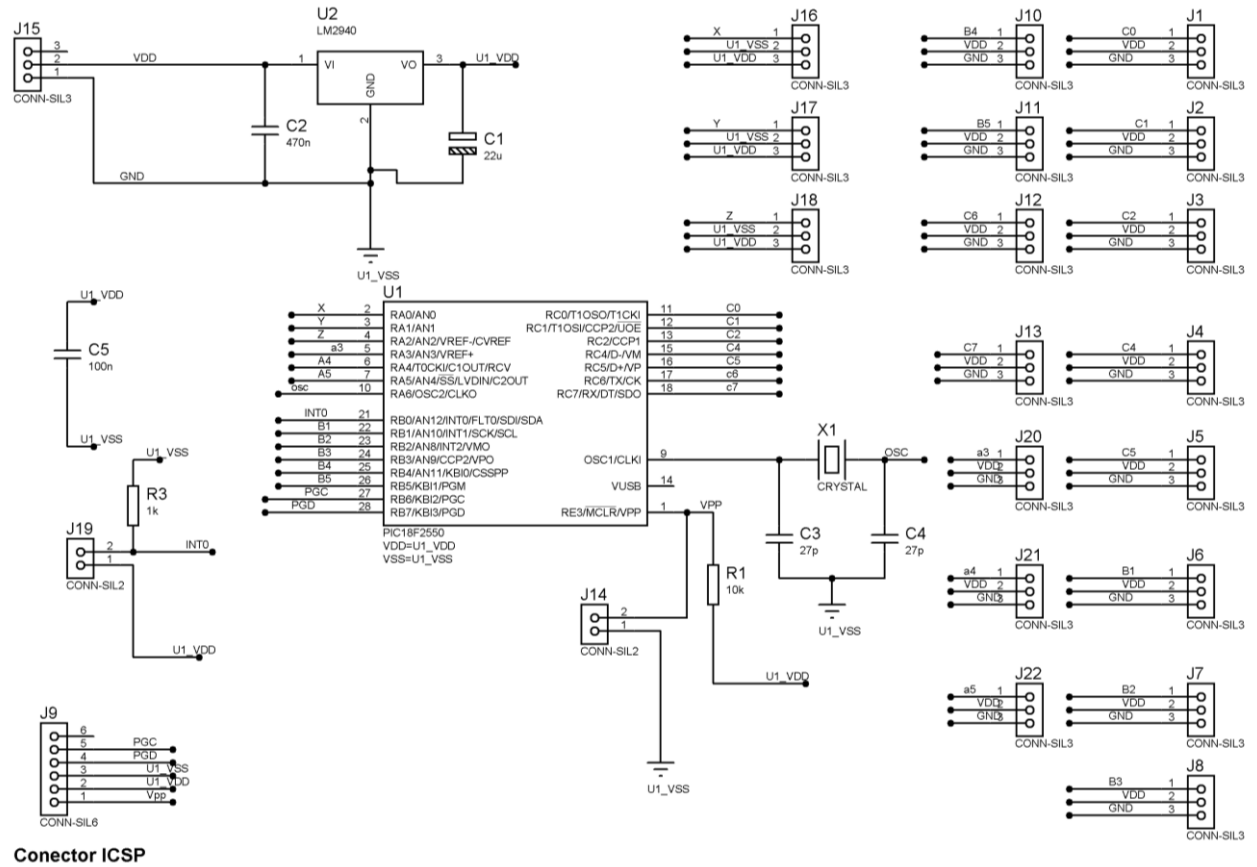 J15
3
2
1
CONN-SIL3
VDD
GND
U2
LM2940
1
VI
VO
3
GND
2
U1_VDD
C2
470n
C1
22u
U1_VSS
J16
X 1
U1_VSS 2
U1_VDD 3
CONN-SIL3
J17
Y 1
U1_VSS 2
U1_VDD 3
CONN-SIL3
J18
Z 1
U1_VSS 2
U1_VDD 3
CONN-SIL3
J10
B4 1
VDD 2
GND 3
CONN-SIL3
J1
C0 1
VDD 2
GND 3
CONN-SIL3
J11
B5 1
VDD 2
GND 3
CONN-SIL3
J2
C1 1
VDD 2
GND 3
CONN-SIL3
J12
C6 1
VDD 2
GND 3
CONN-SIL3
J3
C2 1
VDD 2
GND 3
CONN-SIL3
U1_VDD
C5
100n
U1_VSS
U1
X 2 RA0/AN0
Y 3 RA1/AN1
Z 4 RA2/AN2/VREF-/CVREF
a3 5 RA3/AN3/VREF+
A4 6 RA4/T0CKI/C1OUT/RCV
A5 7 RA5/AN4/SS/LVDIN/C2OUT
osc 10 RA6/OSC2/CLKO
INT0 21 RB0/AN12/INT0/FLT0/SDI/SDA
B1 22 RB1/AN10/INT1/SCK/SCL
B2 23 RB2/AN8/INT2/VMO
B3 24 RB3/AN9/CCP2/VPO
B4 25 RB4/AN11/KBI0/CSSPP
B5 26 RB5/KBI1/PGM
PGC 27 RB6/KBI2/PGC
PGD 28 RB7/KBI3/PGD
RC0/T1OSO/T1CKI 11 C0
RC1/T1OSI/CCP2/UOE 12 C1
RC2/CCP1 13 C2
RC4/D-/VM 15 C4
RC5/D+/VP 16 C5
RC6/TX/CK 17 c6
RC7/RX/DT/SDO 18 c7
OSC1/CLKI 9
VUSB 14
RE3/MCLR/VPP 1 VPP
PIC18F2550
VDD=U1_VDD
VSS=U1_VSS
X1
CRYSTAL
OSC
C3
27p
C4
27p
U1_VSS
R1
10k
U1_VDD
J14
2
1
CONN-SIL2
U1_VSS
U1_VSS
R3
1k
J19
2
1
INT0
CONN-SIL2
U1_VDD
J13
C7 1
VDD 2
GND 3
CONN-SIL3
J4
C4 1
VDD 2
GND 3
CONN-SIL3
J20
a3 1
VDD 2
GND 3
CONN-SIL3
J5
C5 1
VDD 2
GND 3
CONN-SIL3
J21
a4 1
VDD 2
GND 3
CONN-SIL3
J6
B1 1
VDD 2
GND 3
CONN-SIL3
J22
a5 1
VDD 2
GND 3
CONN-SIL3
J7
B2 1
VDD 2
GND 3
CONN-SIL3
J8
B3 1
VDD 2
GND 3
CONN-SIL3
J9
6
5 PGC
4 PGD
3 U1_VSS
2 U1_VDD
1 Vpp
CONN-SIL6
Conector ICSP